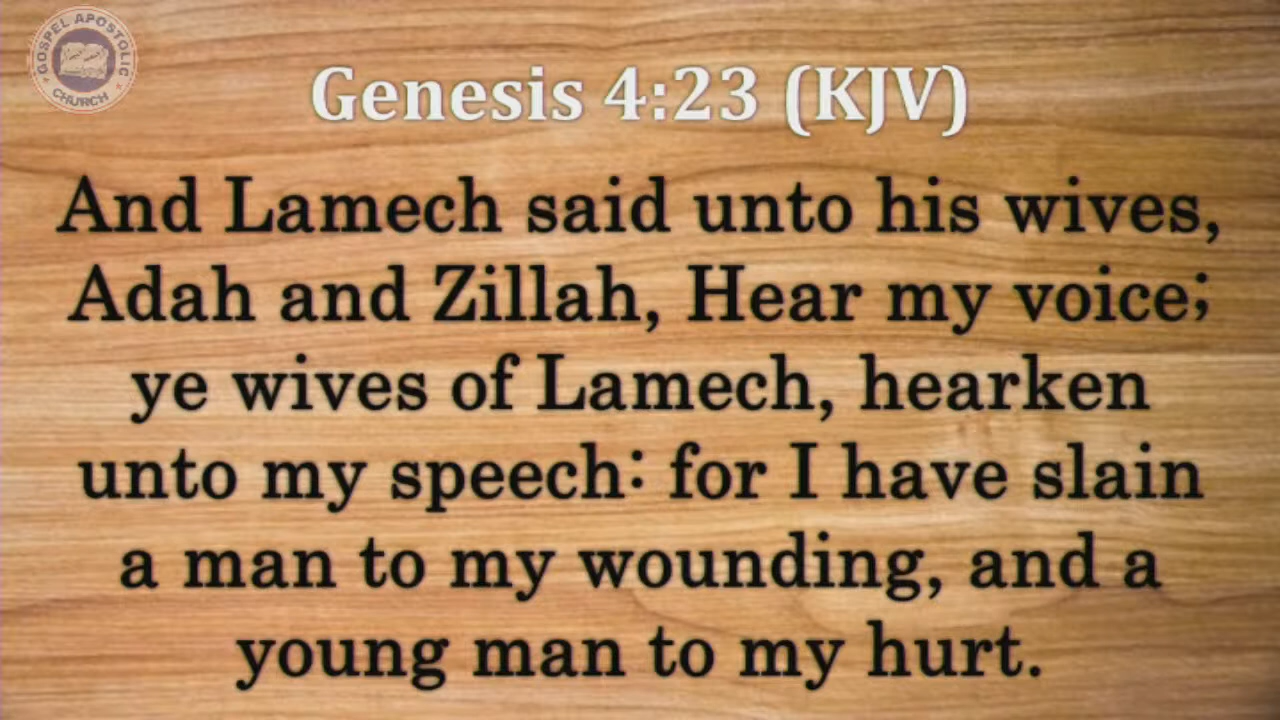 GOSPEL APOSTOLIC
CHURCH
Genesis 4:23 (KJV)
And Lamech said unto his wives,
Adah and Zillah, Hear my voice;
ye wives of Lamech, hearken
unto my speech: for I have slain
a man to my wounding, and a
young man to my hurt.